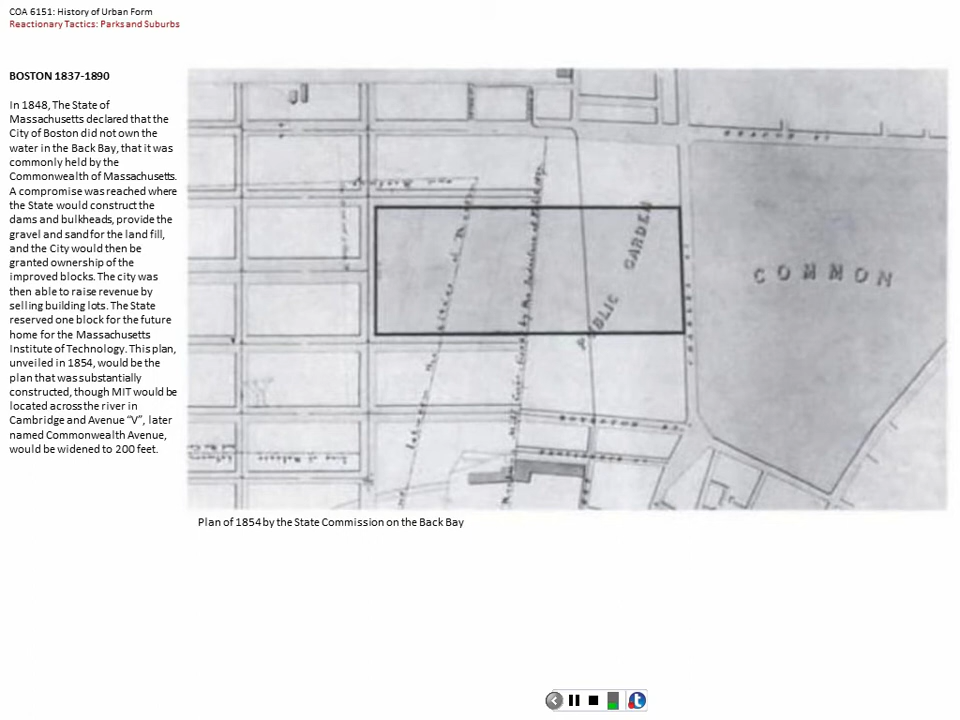 COA 6151: History of Urban Form
Reactionary Tactics: Parks and Suburbs
BOSTON 1837-1890
In 1848, The State of
Massachusetts declared that the
City of Boston did not own the
water in the Back Bay, that it was
commonly held by the
Commonwealth of Massachusetts.
A compromise was reached where
the State would construct the
dams and bulkheads, provide the
gravel and sand for the land fill,
and the City would then be
granted ownership of the
improved blocks. The city was
then able to raise revenue by
selling building lots. The State
reserved one block for the future
home for the Massachusetts
Institute of Technology. This plan,
unveiled in 1854, would be the
plan that was substantially
constructed, though MIT would be
located across the river in
Cambridge and Avenue “V”, later
named Commonwealth Avenue,
would be widened to 200 feet.
BEACON ST
PUBLIC GARDEN
COMMON
CHARLES ST
BOYLSTON ST
Plan of 1854 by the State Commission on the Back Bay